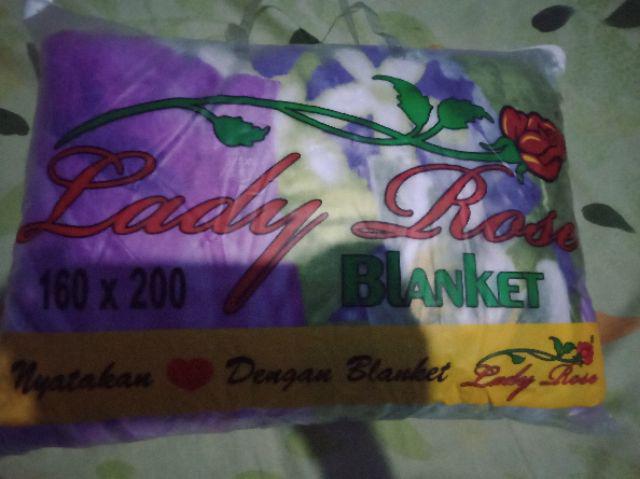 Lady Rose
BLANKET
160 x 200
Nyatakan Dengan Blanket Lady Rose